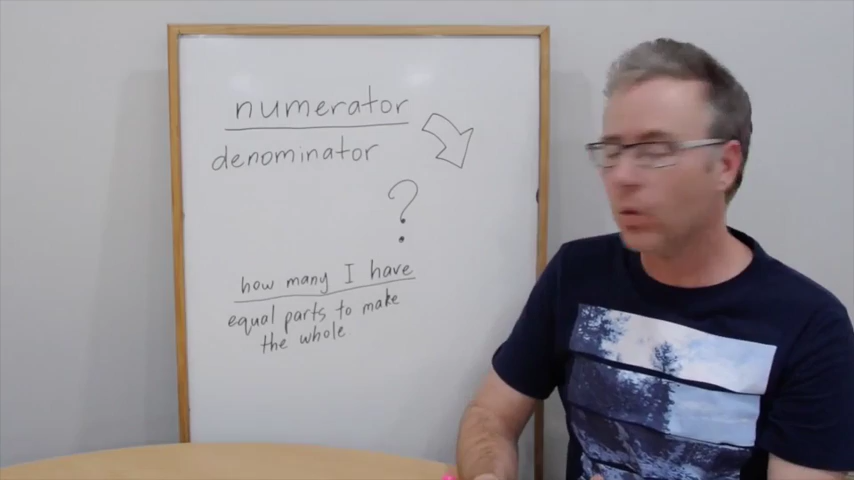 numerator
denominator
?
how many I have
equal parts to make
the whole